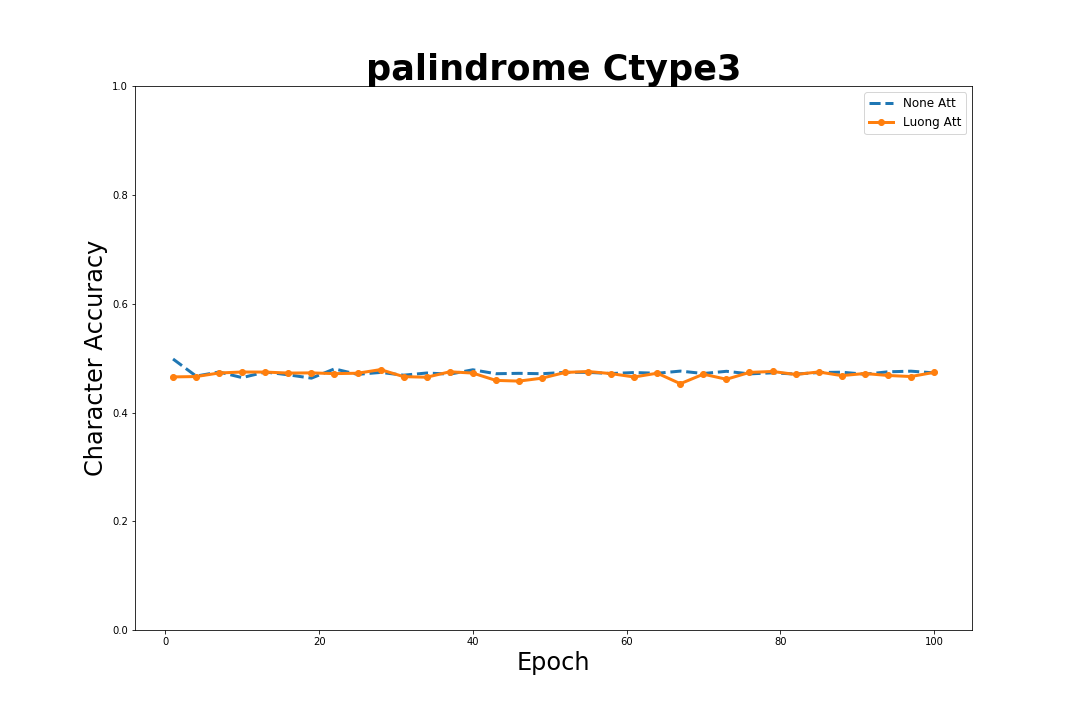 palindrome Ctype3
None Att
Luong Att
Character Accuracy
1.0
0.8
0.6
0.4
0.2
0.0
0 20 40 60 80 100
Epoch